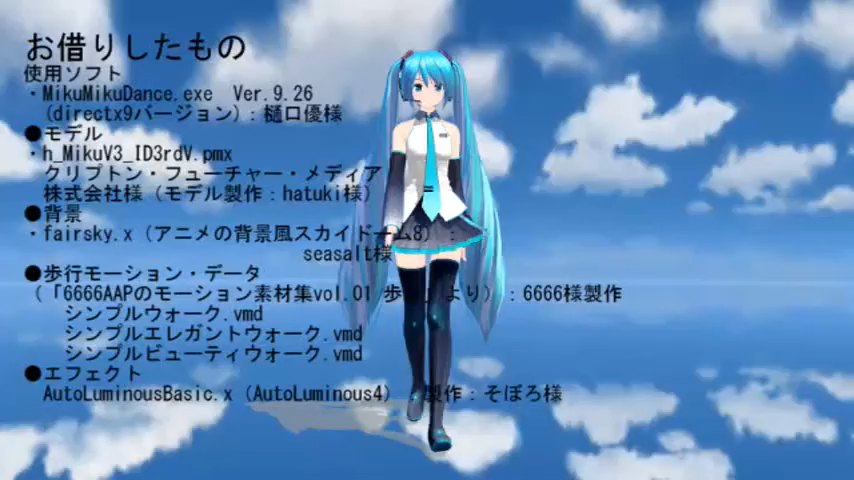 お借りしたもの
使用ソフト
・MikuMikuDance.exe Ver.9.26
(directx9バージョン)：樋口優様
●モデル
・h_MikuV3_ID3rdV.pmx
クリプトン・フューチャー・メディア
株式会社様（モデル製作：hatuki様）
●背景
・fairsky.x（アニメの背景風スカイドーム8）：
seasalt様
●歩行モーション・データ
（「6666AAPのモーション素材集vol.01 歩 」より）：6666様製作
シンプルウォーク.vmd
シンプルエレガントウォーク.vmd
シンプルビューティウォーク.vmd
●エフェクト
AutoLuminousBasic.x（AutoLuminous4） 製作：そぼろ様